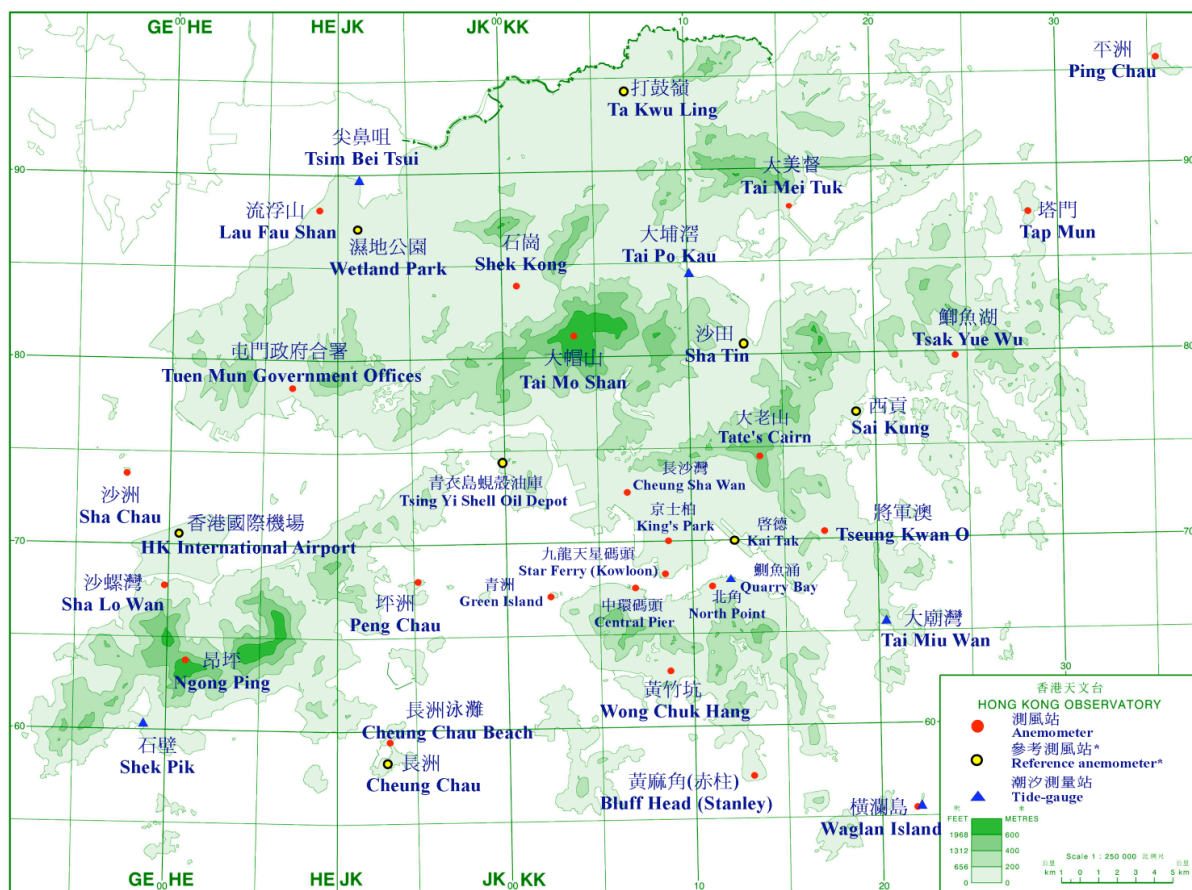 GE HE
00
HE JK
JK
00
KK
10
20
30
平洲
Ping Chau
打鼓嶺
Ta Kwu Ling
尖鼻咀
Tsim Bei Tsui
90
90
大美督
Tai Mei Tuk
流浮山
Lau Fau Shan
濕地公園
Wetland Park
石崗
Shek Kong
大埔滘
Tai Po Kau
塔門
Tap Mun
沙田
Sha Tin
鯽魚湖
Tsak Yue Wu
80
80
屯門政府合署
Tuen Mun Government Offices
大帽山
Tai Mo Shan
西貢
Sai Kung
大老山
Tate's Cairn
青衣島蜆殼油庫
Tsing Yi Shell Oil Depot
長沙灣
Cheung Sha Wan
沙洲
Sha Chau
香港國際機場
HK International Airport
京士柏
King's Park
啓德
Kai Tak
將軍澳
Tseung Kwan O
70
70
沙螺灣
Sha Lo Wan
坪洲
Peng Chau
青洲
Green Island
九龍天星碼頭
Star Ferry (Kowloon)
中環碼頭
Central Pier
北角
North Point
鰂魚涌
Quarry Bay
大廟灣
Tai Miu Wan
30
昂坪
Ngong Ping
黃竹坑
Wong Chuk Hang
60
60
石壁
Shek Pik
長洲泳灘
Cheung Chau Beach
長洲
Cheung Chau
黃麻角(赤柱)
Bluff Head (Stanley)
橫瀾島
Waglan Island
香港天文台
HONG KONG OBSERVATORY
測風站
Anemometer
參考測風站*
Reference anemometer*
潮汐測量站
Tide-gauge
呎 米
FEET METRES
1968 600
1312 400
656 200
0
Scale 1 : 250 000 比例尺
公里 公里
km 1 0 1 2 3 4 5 km
GE HE
HE JK
JK
00
KK
10
20